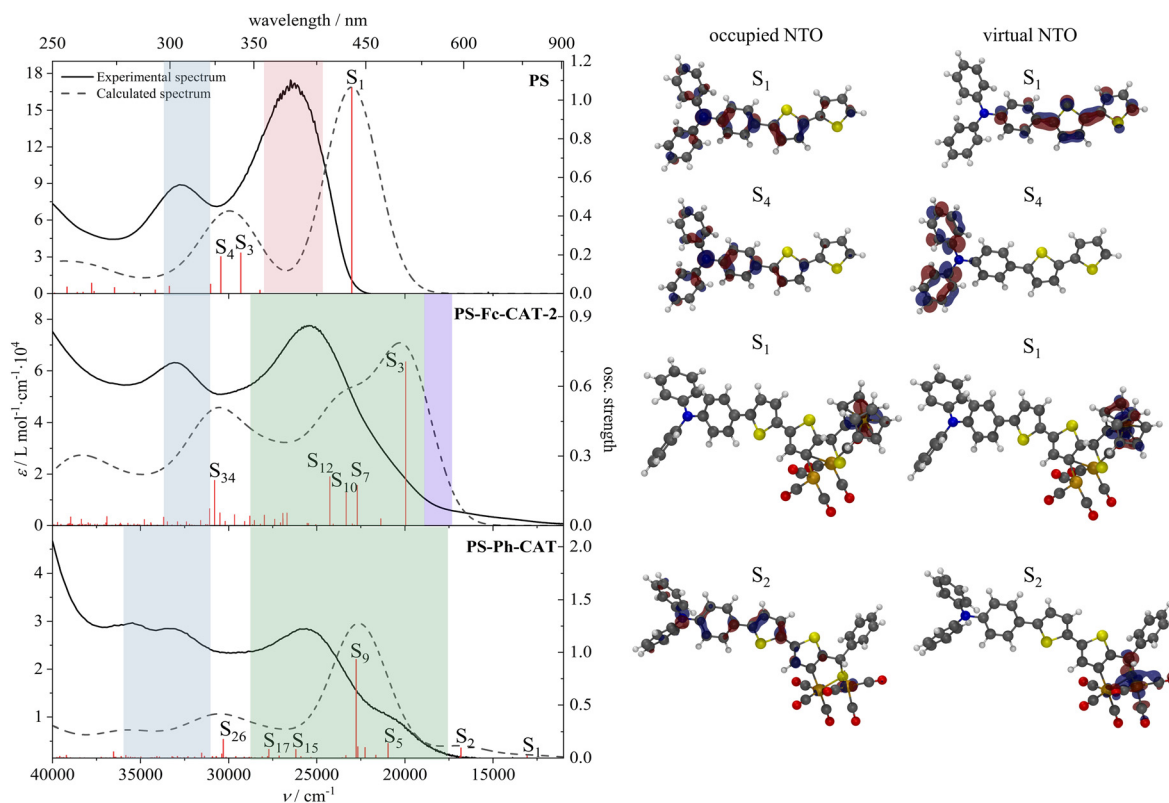 wavelength / nm
250 300 350 450 600 900
PS
Experimental spectrum
Calculated spectrum
S1
S4 S3
18
15
12
9
6
3
0
1.2
1.0
0.8
0.6
0.4
0.2
0.0
PS-Fc-CAT-2
S3
S12
S10 S7
S34
8
6
4
2
0
0.9
0.6
0.3
0.0
ε / L mol⁻¹·cm⁻¹·10⁴
osc. strength
PS-Ph-CAT
S9
S26 S17 S15 S5 S2 S1
4
3
2
1
2.0
1.5
1.0
0.5
0.0
40000 35000 30000 25000 20000 15000
ν / cm⁻¹
occupied NTO virtual NTO
S1 S1
S4 S4
S1 S1
S2 S2